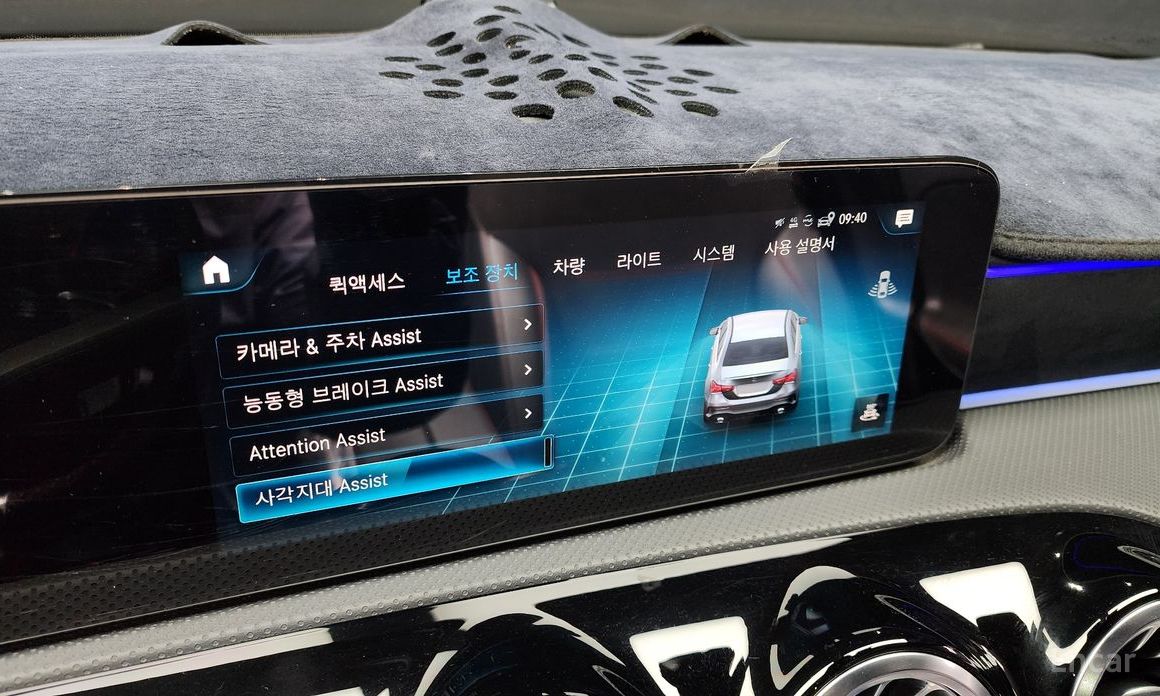 09:40
퀵액세스 보조 장치 차량 라이트 시스템 사용 설명서
카메라 & 주차 Assist
능동형 브레이크 Assist
Attention Assist
사각지대 Assist
Encar